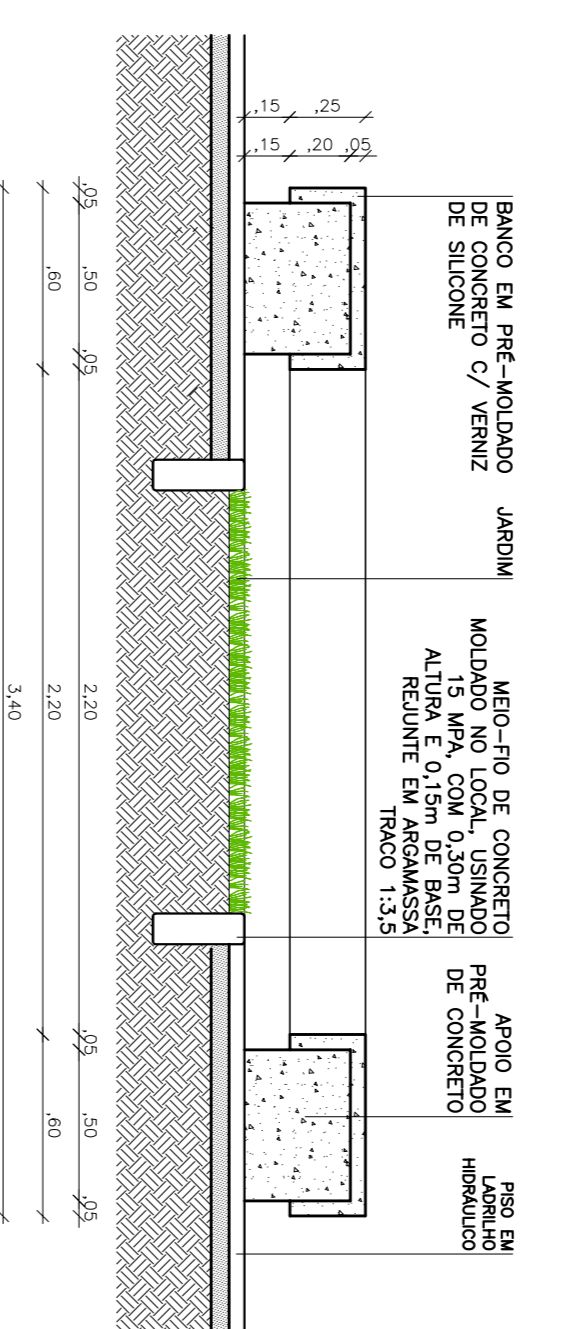 BANCO EM PRÉ-MOLDADO
DE CONCRETO C/ VERNIZ
DE SILICONE
JARDIM
MEIO-FIO DE CONCRETO
MOLDADO NO LOCAL, USINADO
15 MPA, COM 0,30m DE
ALTURA E 0,15m DE BASE,
REJUNTE EM ARGAMASSA
TRACO 1:3,5
APOIO EM
PRÉ-MOLDADO
DE CONCRETO
PISO EM
LADRILHO
HIDRÁULICO
,15 ,25
,15 ,20 ,05
,05 ,50 ,05 2,20 ,05 ,50 ,05
,60 2,20 ,60
3,40